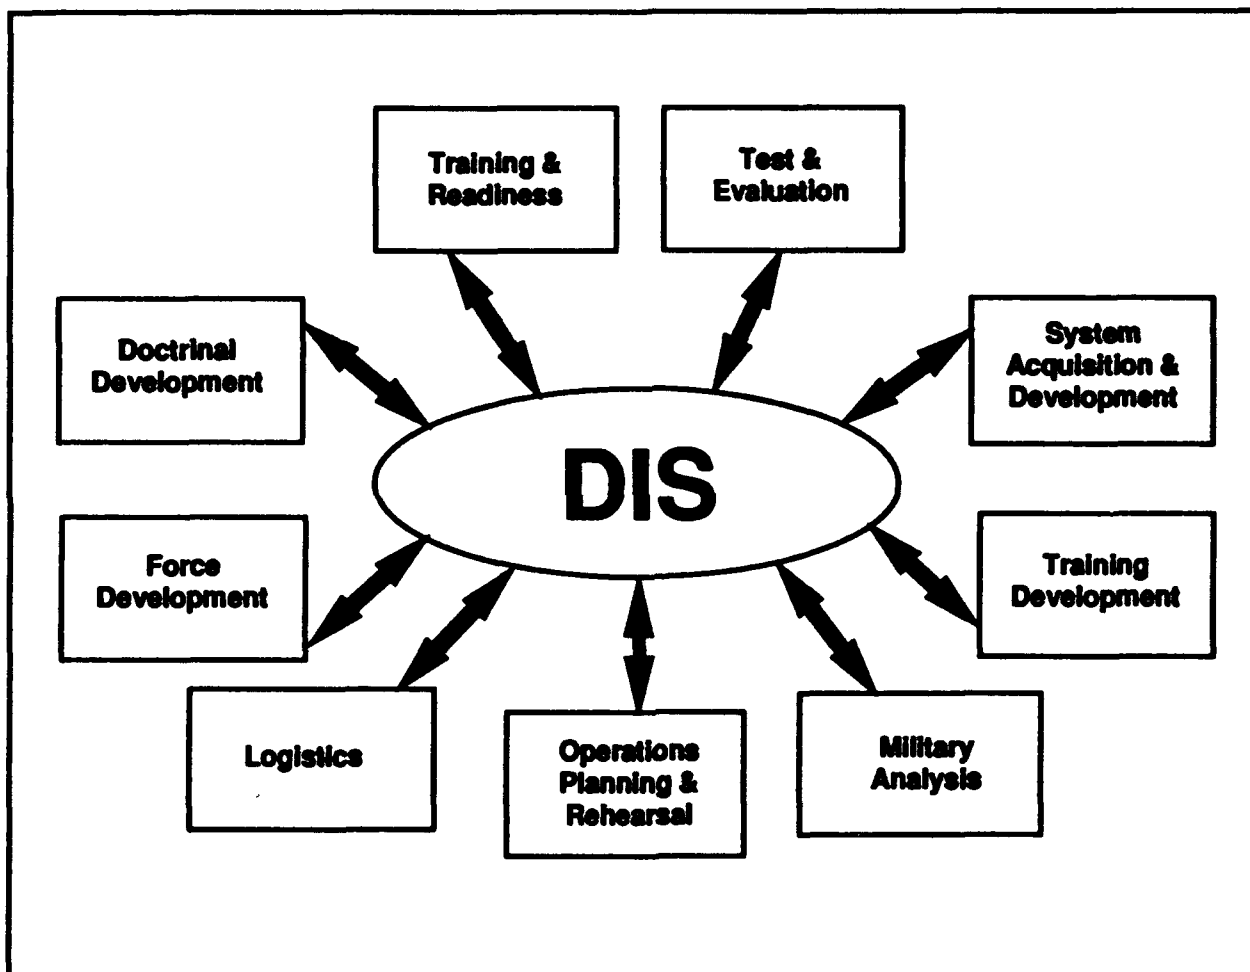 Training &
Readiness
Test &
Evaluation
Doctrinal
Development
System
Acquisition &
Development
DIS
Force
Development
Training
Development
Logistics
Operations
Planning &
Rehearsal
Military
Analysis